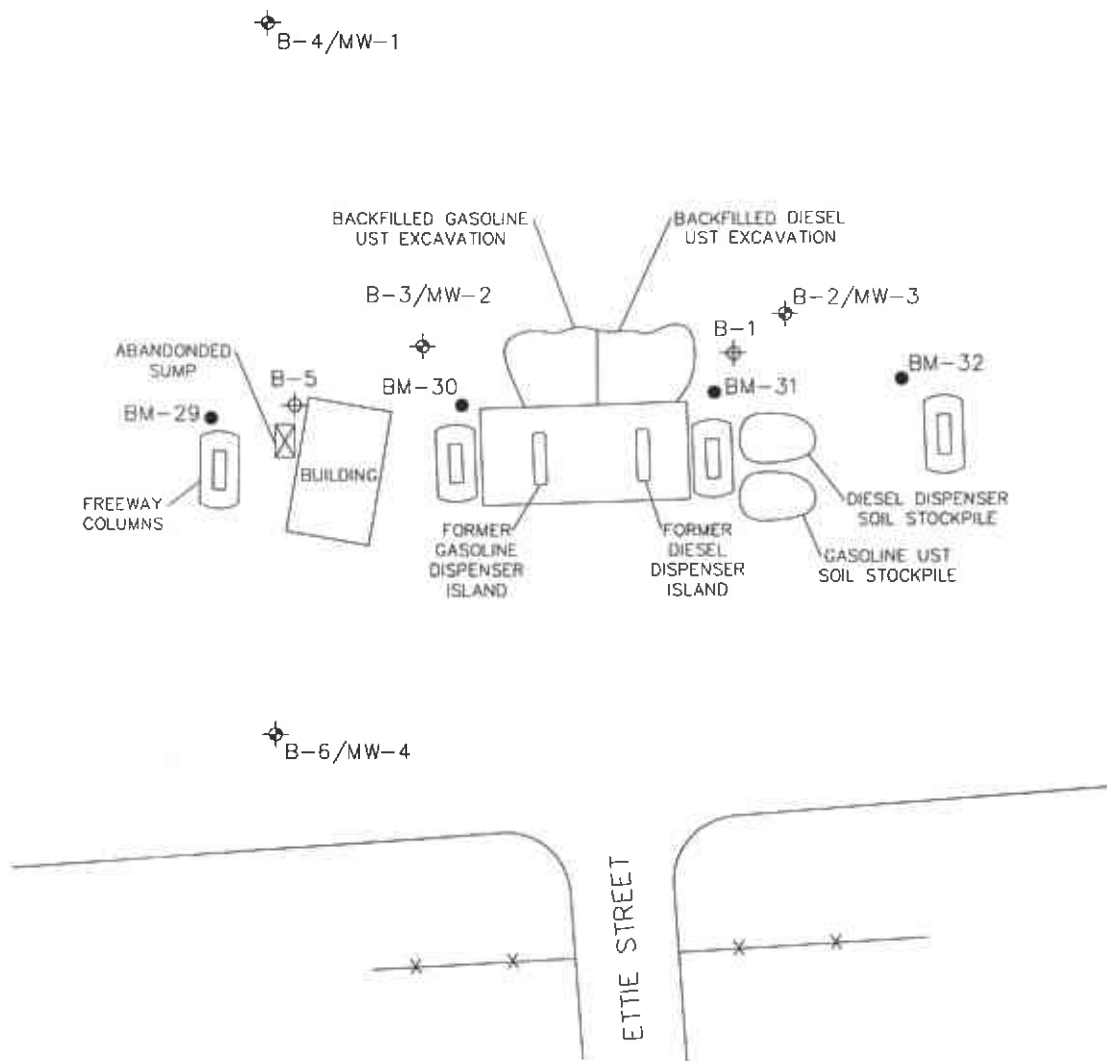 B-4/MW-1
BACKFILLED GASOLINE
UST EXCAVATION
BACKFILLED DIESEL
UST EXCAVATION
B-3/MW-2
B-2/MW-3
B-1
ABANDONDED
SUMP
B-5
BM-30
BM-31
BM-32
BM-29
BUILDING
FREEWAY
COLUMNS
FORMER
GASOLINE
DISPENSER
ISLAND
FORMER
DIESEL
DISPENSER
ISLAND
DIESEL DISPENSER
SOIL STOCKPILE
GASOLINE UST
SOIL STOCKPILE
B-6/MW-4
ETTIE STREET